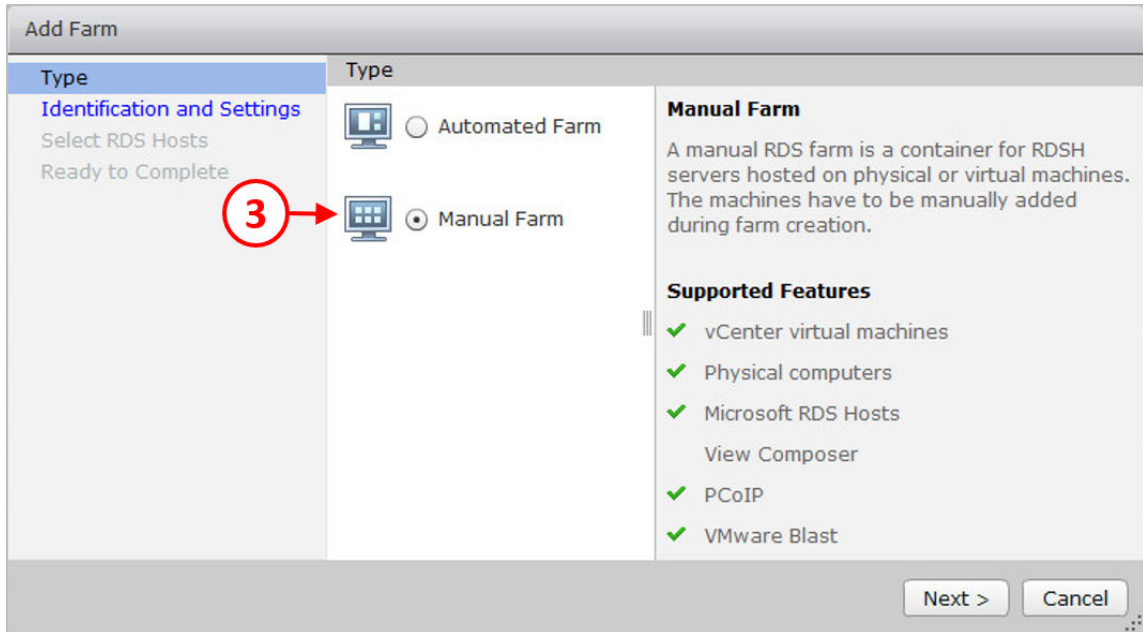 Add Farm
Type
Identification and Settings
Select RDS Hosts
Ready to Complete
3
Type
Automated Farm
Manual Farm
Manual Farm
A manual RDS farm is a container for RDSH
servers hosted on physical or virtual machines.
The machines have to be manually added
during farm creation.
Supported Features
vCenter virtual machines
Physical computers
Microsoft RDS Hosts
View Composer
PCoIP
VMware Blast
Next >
Cancel